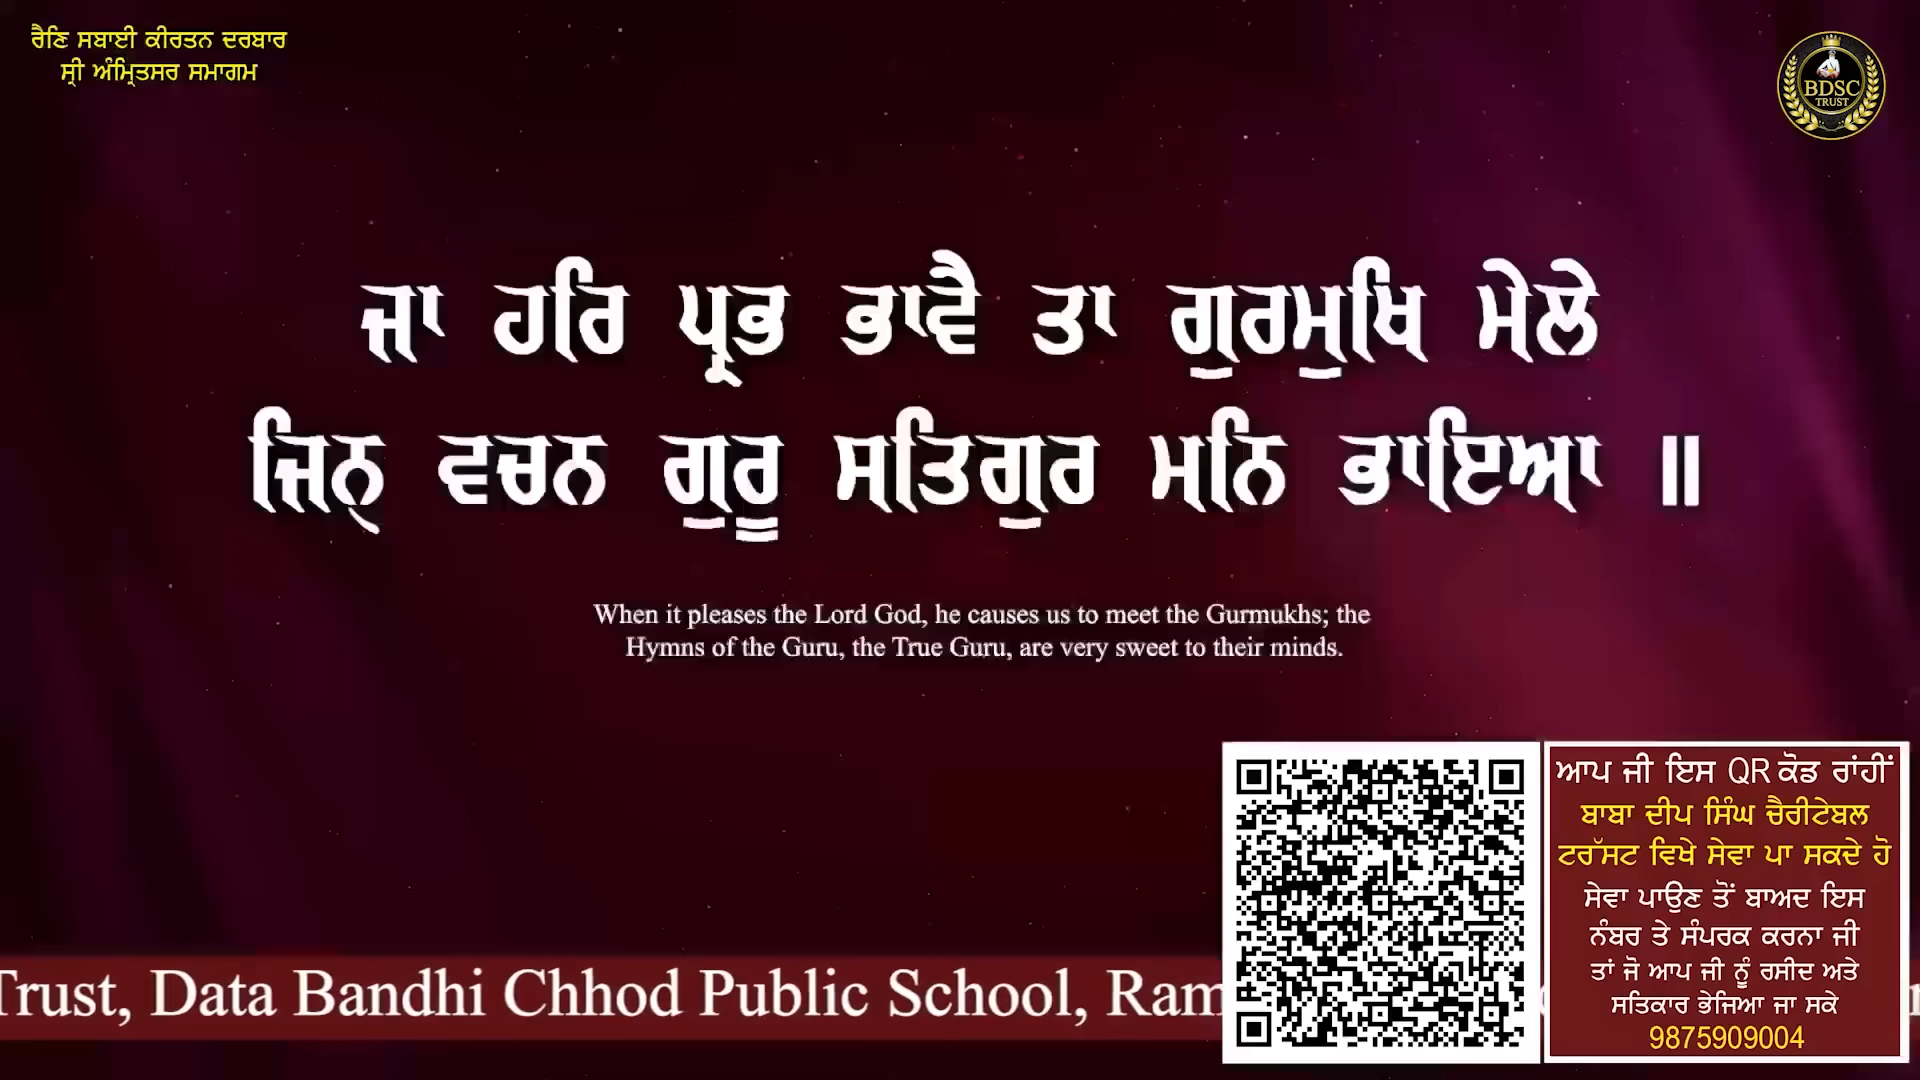 ਰੈਣਿ ਸਬਾਈ ਕੀਰਤਨ ਦਰਬਾਰ
ਸ੍ਰੀ ਅੰਮ੍ਰਿਤਸਰ ਸਮਾਗਮ
BDSC
TRUST
ਜਾ ਹਰਿ ਪ੍ਰਭ ਭਾਵੈ ਤਾ ਗੁਰਮੁਖਿ ਮੇਲੇ
ਜਿਨ੍ ਵਚਨ ਗੁਰੂ ਸਤਿਗੁਰ ਮਨਿ ਭਾਇਆ ॥
When it pleases the Lord God, he causes us to meet the Gurmukhs; the
Hymns of the Guru, the True Guru, are very sweet to their minds.
ਆਪ ਜੀ ਇਸ QR ਕੋਡ ਰਾਂਹੀਂ
ਬਾਬਾ ਦੀਪ ਸਿੰਘ ਚੈਰੀਟੇਬਲ
ਟਰੱਸਟ ਵਿਖੇ ਸੇਵਾ ਪਾ ਸਕਦੇ ਹੋ
ਸੇਵਾ ਪਾਉਣ ਤੋਂ ਬਾਅਦ ਇਸ
ਨੰਬਰ ਤੇ ਸੰਪਰਕ ਕਰਨਾ ਜੀ
ਤਾਂ ਜੋ ਆਪ ਜੀ ਨੂੰ ਰਸੀਦ ਅਤੇ
ਸਤਿਕਾਰ ਭੇਜਿਆ ਜਾ ਸਕੇ
9875909004
Trust, Data Bandhi Chhod Public School, Ram